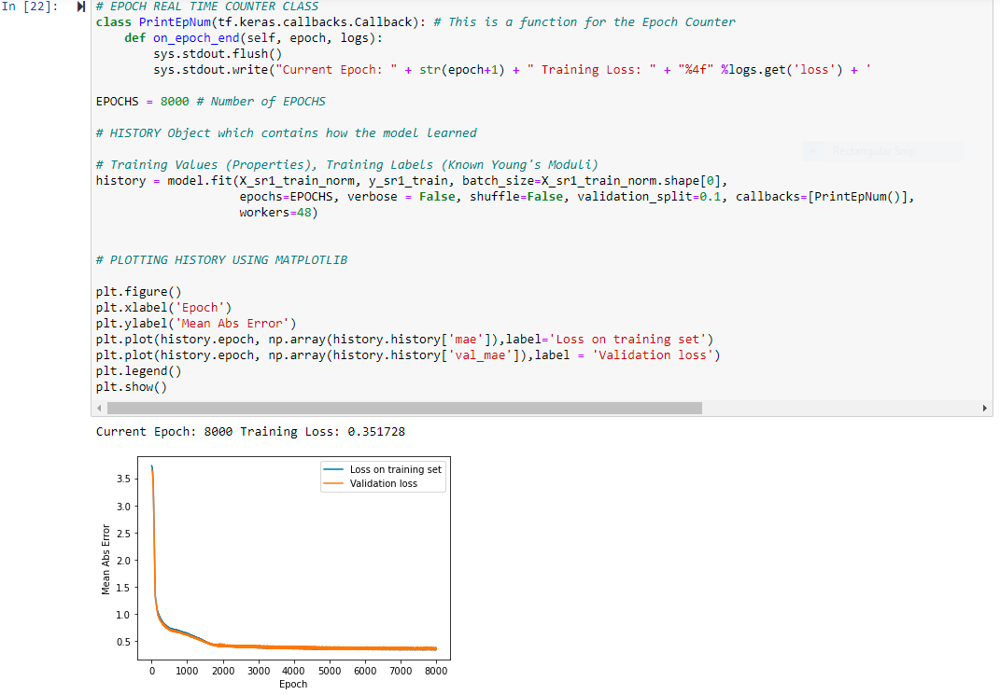 In [22]:
# EPOCH REAL TIME COUNTER CLASS
class PrintEpNum(tf.keras.callbacks.Callback): # This is a function for the Epoch Counter
    def on_epoch_end(self, epoch, logs):
        sys.stdout.flush()
        sys.stdout.write("Current Epoch: " + str(epoch+1) + " Training Loss: " + "%4f" %logs.get('loss') + '
EPOCHS = 8000 # Number of EPOCHS
# HISTORY Object which contains how the model learned
Rectangular Snip
# Training Values (Properties), Training Labels (Known Young's Moduli)
history = model.fit(X_sr1_train_norm, y_sr1_train, batch_size=X_sr1_train_norm.shape[0],
                    epochs=EPOCHS, verbose = False, shuffle=False, validation_split=0.1, callbacks=[PrintEpNum()],
                    workers=48)
# PLOTTING HISTORY USING MATPLOTLIB
plt.figure()
plt.xlabel('Epoch')
plt.ylabel('Mean Abs Error')
plt.plot(history.epoch, np.array(history.history['mae']),label='Loss on training set')
plt.plot(history.epoch, np.array(history.history['val_mae']),label = 'Validation loss')
plt.legend()
plt.show()
Current Epoch: 8000 Training Loss: 0.351728
Loss on training set
Validation loss
Mean Abs Error
3.5
3.0
2.5
2.0
1.5
1.0
0.5
0 1000 2000 3000 4000 5000 6000 7000 8000
Epoch